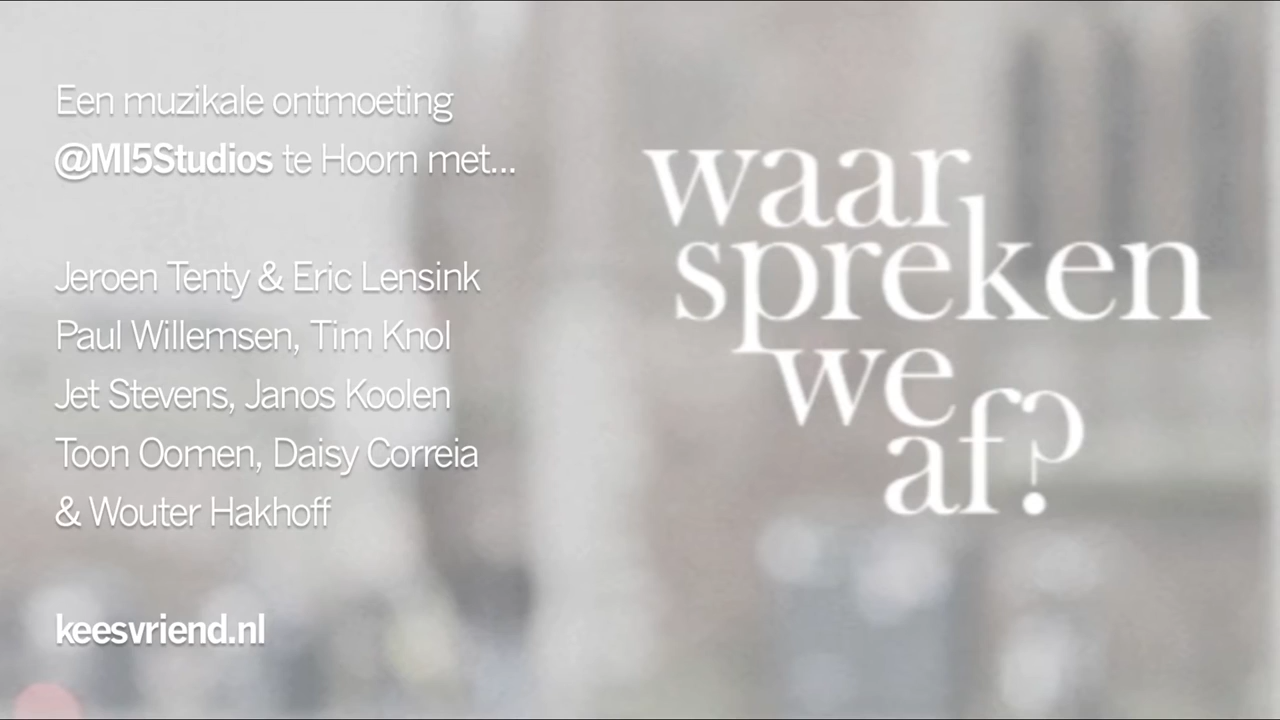 Een muzikale ontmoeting
@MI5Studios te Hoorn met...
Jeroen Tenty & Eric Lensink
Paul Willemsen, Tim Knol
Jet Stevens, Janos Koolen
Toon Oomen, Daisy Correia
& Wouter Hakhoff
keesvriend.nl
waar
spreken
we
af?